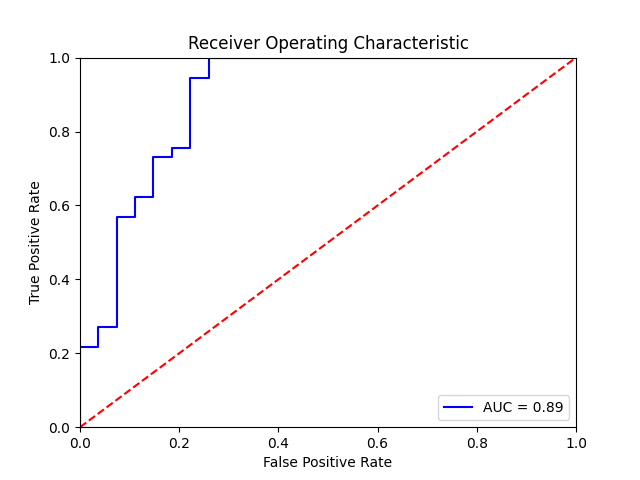 Receiver Operating Characteristic
1.0
0.8
0.6
0.4
0.2
0.0
True Positive Rate
AUC = 0.89
0.0 0.2 0.4 0.6 0.8 1.0
False Positive Rate